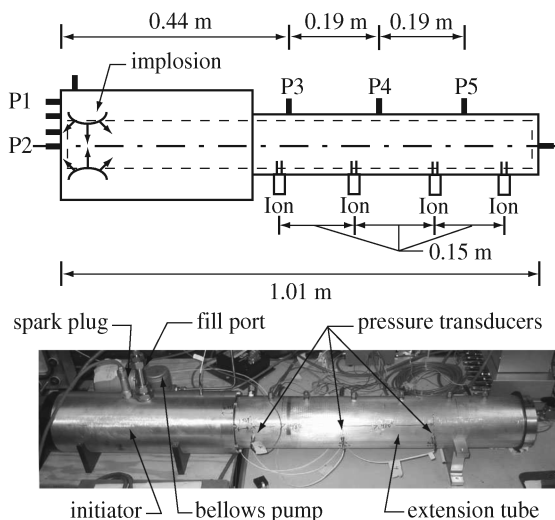 0.44 m 0.19 m 0.19 m
implosion
P3 P4 P5
P1
P2
Ion Ion Ion Ion
0.15 m
1.01 m
spark plug fill port pressure transducers
initiator bellows pump extension tube